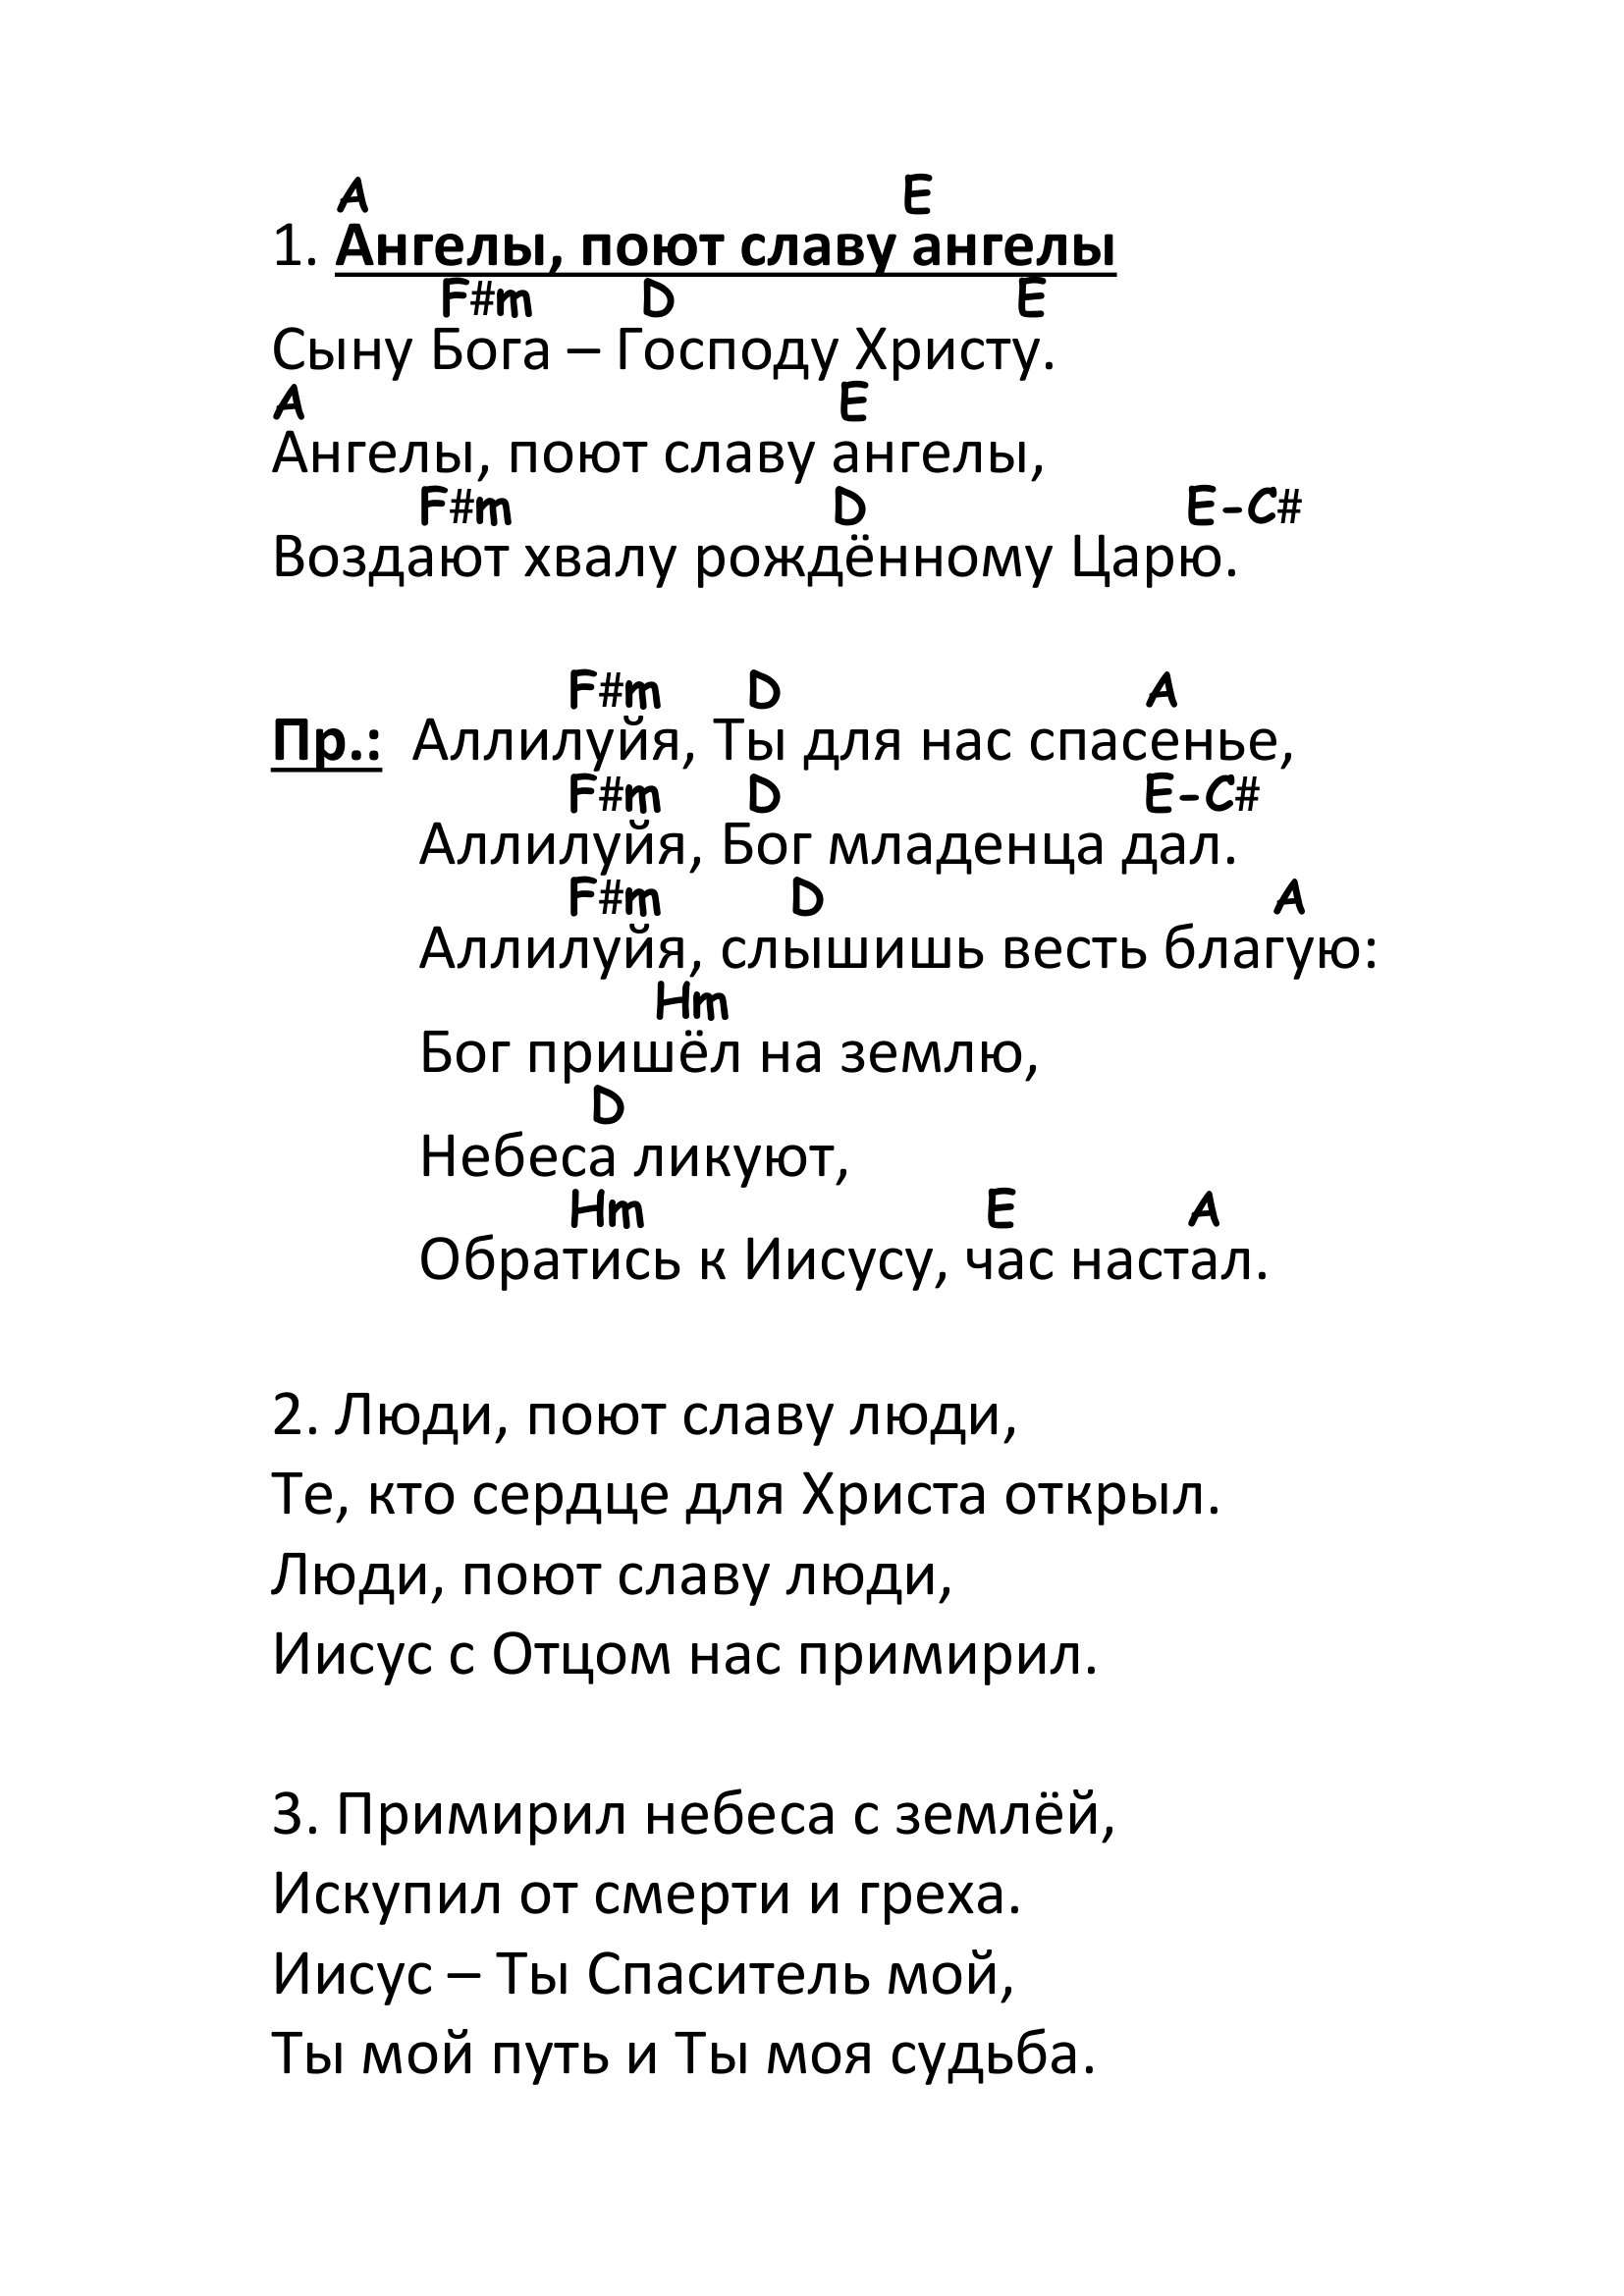 A E
1. Ангелы, поют славу ангелы
F#m D E
Сыну Бога – Господу Христу.
A E
Ангелы, поют славу ангелы,
F#m D E-C#
Воздают хвалу рождённому Царю.
F#m D A
Пр.: Аллилуйя, Ты для нас спасенье,
F#m D E-C#
Аллилуйя, Бог младенца дал.
F#m D A
Аллилуйя, слышишь весть благую:
Hm
Бог пришёл на землю,
D
Небеса ликуют,
Hm E A
Обратись к Иисусу, час настал.
2. Люди, поют славу люди,
Те, кто сердце для Христа открыл.
Люди, поют славу люди,
Иисус с Отцом нас примирил.
3. Примирил небеса с землёй,
Искупил от смерти и греха.
Иисус – Ты Спаситель мой,
Ты мой путь и Ты моя судьба.